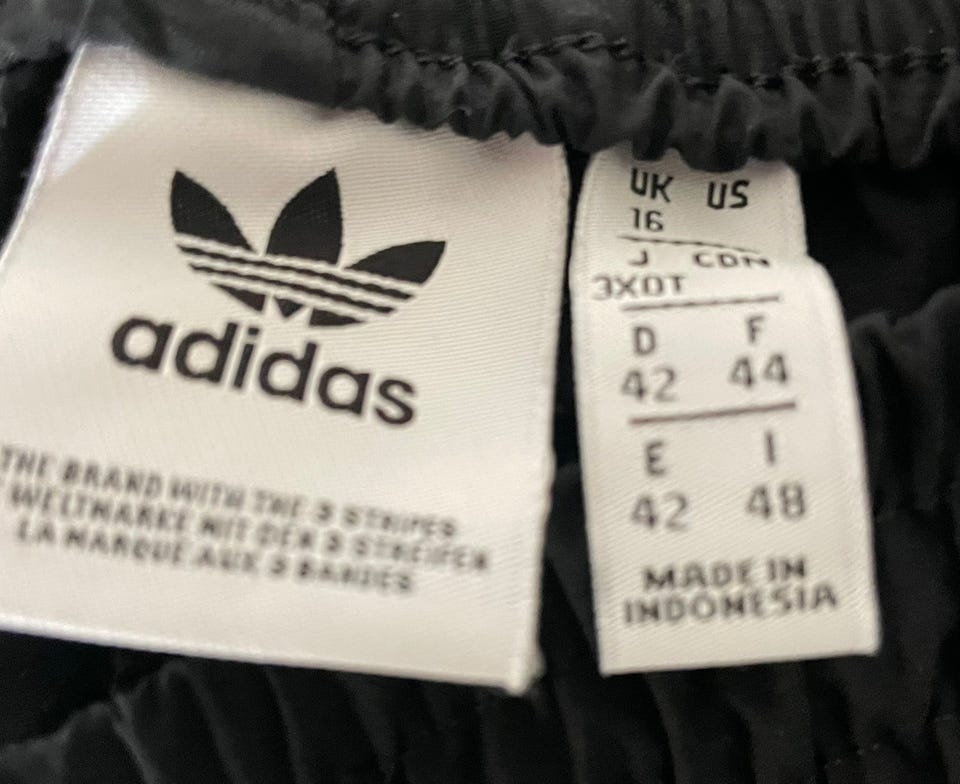 adidas
THE BRAND WITH THE 3 STRIPES
WELTMARKE MIT DEN 3 STREIFEN
LA MARQUE AUX 3 BANDES
UK US
16
J CDN
3XOT
D F
42 44
E I
42 48
MADE IN
INDONESIA